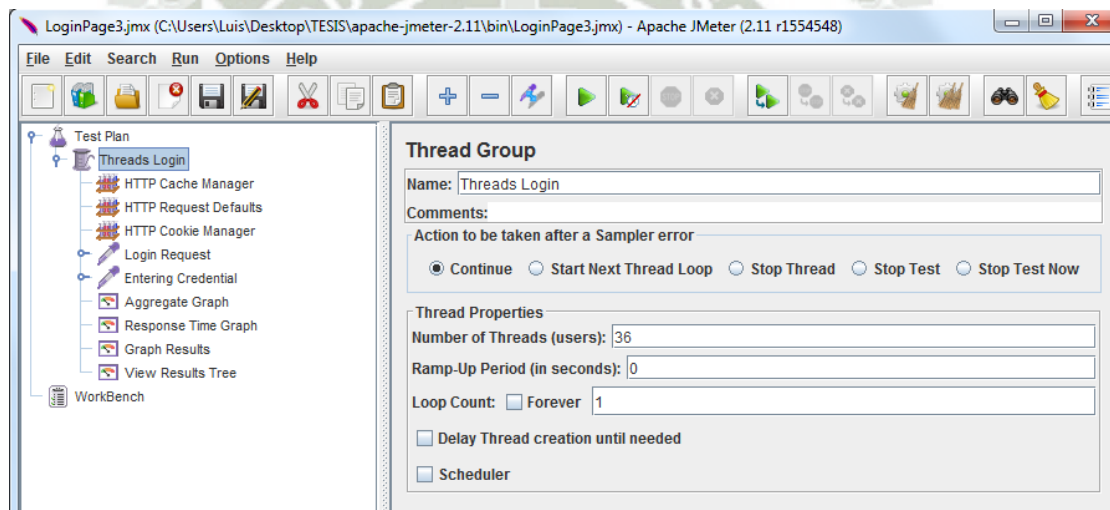 LoginPage3.jmx (C:\Users\Luis\Desktop\TESIS\apache-jmeter-2.11\bin\LoginPage3.jmx) - Apache JMeter (2.11 r1554548)
File Edit Search Run Options Help
Test Plan
Threads Login
HTTP Cache Manager
HTTP Request Defaults
HTTP Cookie Manager
Login Request
Entering Credential
Aggregate Graph
Response Time Graph
Graph Results
View Results Tree
WorkBench
Thread Group
Name: Threads Login
Comments:
Action to be taken after a Sampler error
Continue Start Next Thread Loop Stop Thread Stop Test Stop Test Now
Thread Properties
Number of Threads (users): 36
Ramp-Up Period (in seconds): 0
Loop Count: Forever 1
Delay Thread creation until needed
Scheduler